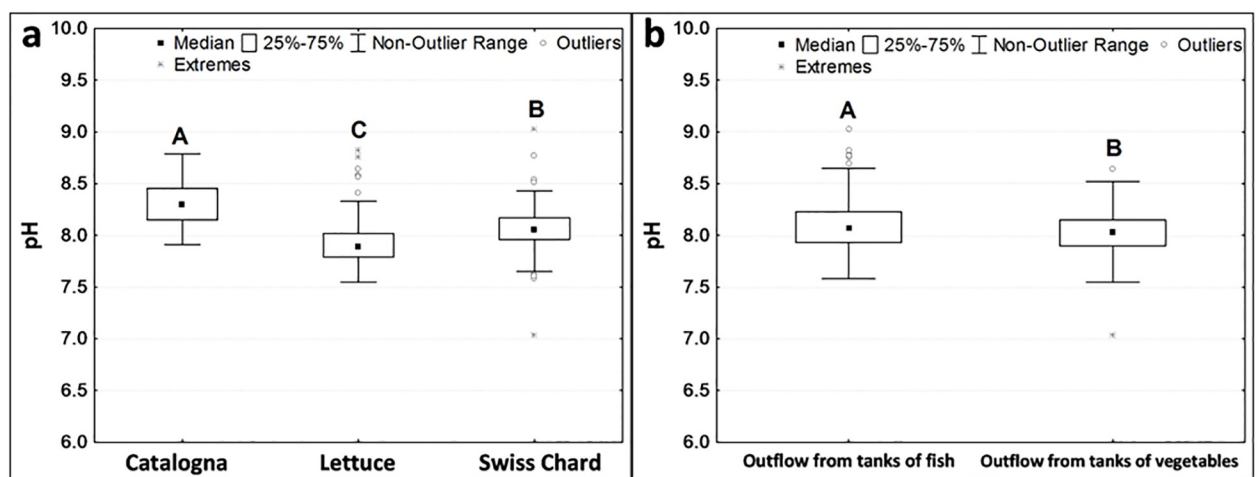 a
10.0
9.5
9.0
8.5
8.0
7.5
7.0
6.5
6.0
pH
Median 25%-75% Non-Outlier Range Outliers
Extremes
A
C
B
Catalogna Lettuce Swiss Chard
b
10.0
9.5
9.0
8.5
8.0
7.5
7.0
6.5
6.0
pH
Median 25%-75% Non-Outlier Range Outliers
Extremes
A
B
Outflow from tanks of fish Outflow from tanks of vegetables